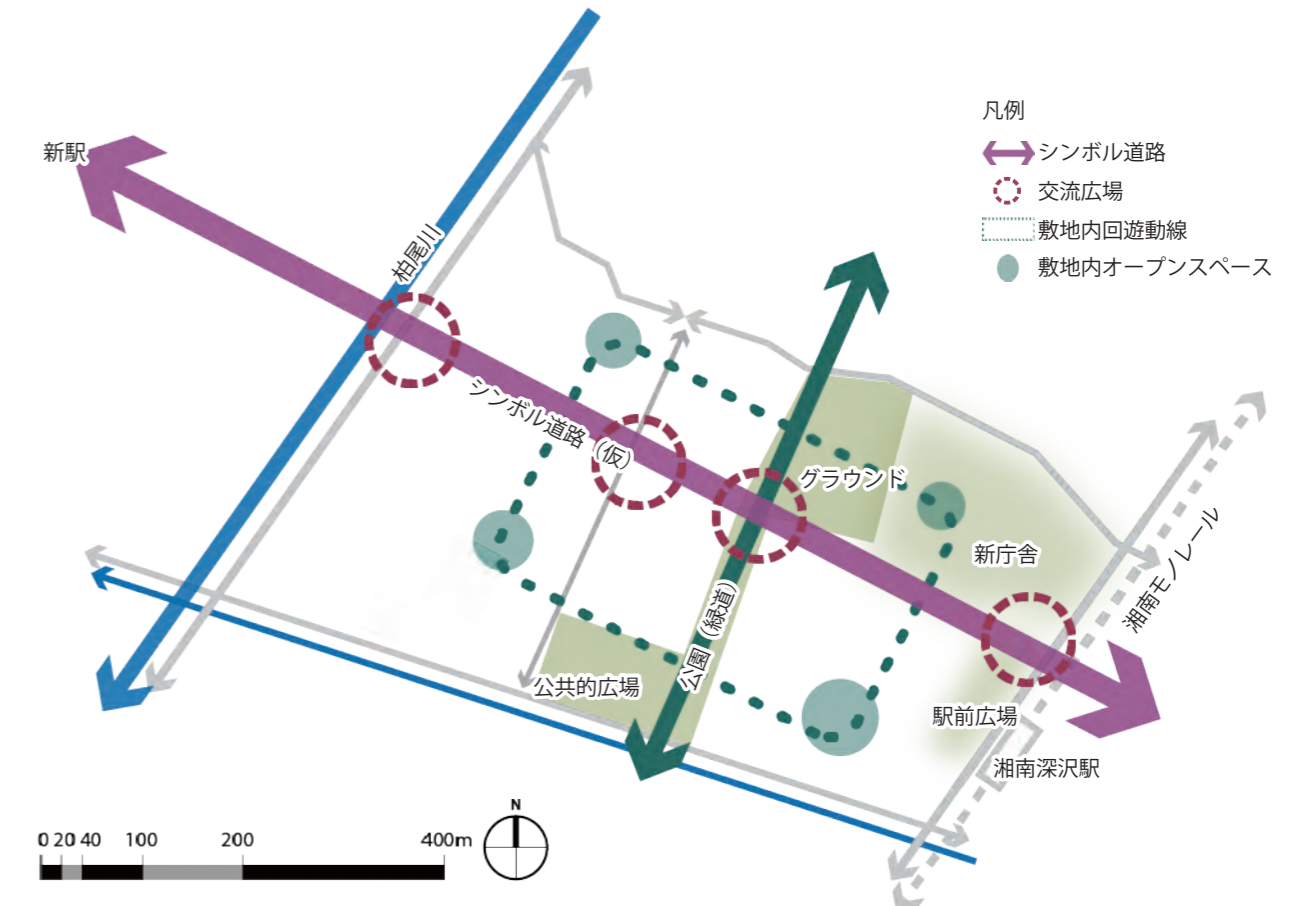 凡例
シンボル道路
交流広場
敷地内回遊動線
敷地内オープンスペース
新駅
柏尾川
シンボル道路（仮）
グラウンド
新庁舎
湘南モノレール
公園（緑道）
公共的広場
駅前広場
湘南深沢駅
0 20 40 100 200 400m
N